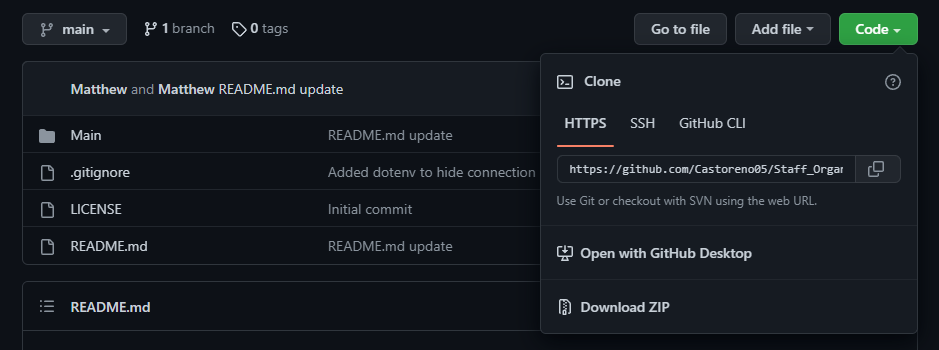 main 1 branch 0 tags Go to file Add file Code
Matthew and Matthew README.md update
Main README.md update
.gitignore Added dotenv to hide connection
LICENSE Initial commit
README.md README.md update
README.md
Clone
HTTPS SSH GitHub CLI
https://github.com/Castoreno05/Staff_Organ
Use Git or checkout with SVN using the web URL.
Open with GitHub Desktop
Download ZIP